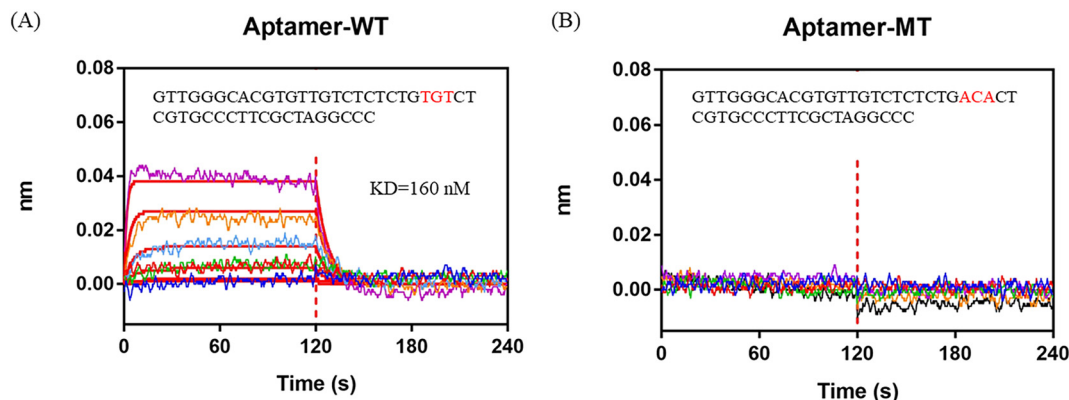 (A)
Aptamer-WT
0.08
0.06
0.04
0.02
0.00
nm
GTTGGGCACGTGTTGTCTCTCTGTGTCT
CGTGCCCTTCGCTAGGCCC
KD=160 nM
0
60
120
180
240
Time (s)
(B)
Aptamer-MT
0.08
0.06
0.04
0.02
0.00
nm
GTTGGGCACGTGTTGTCTCTCTGACACT
CGTGCCCTTCGCTAGGCCC
0
60
120
180
240
Time (s)